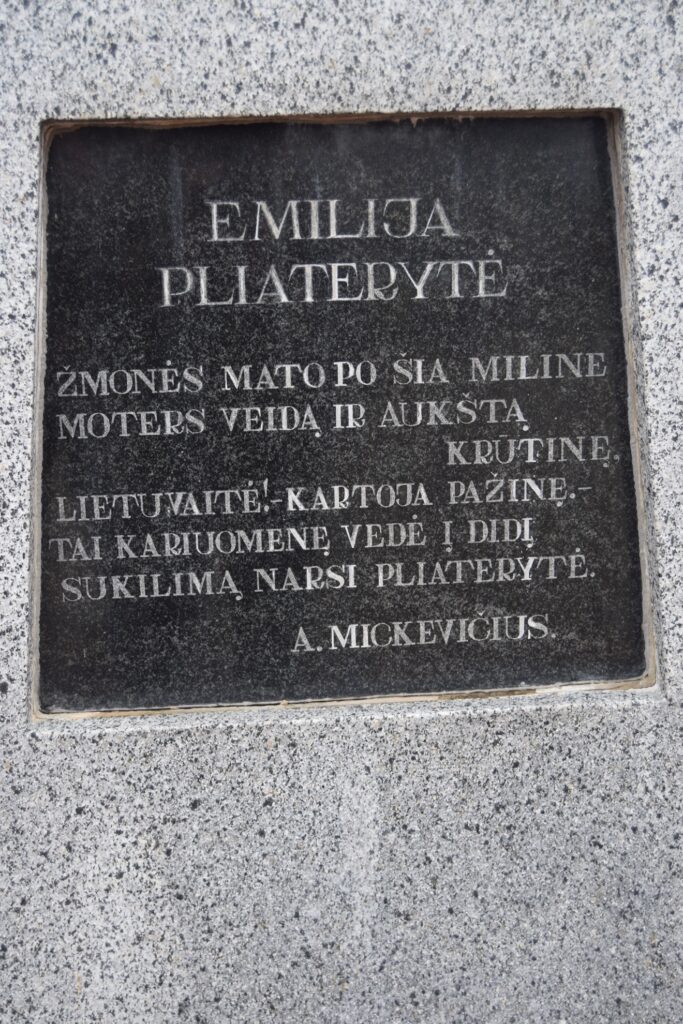 EMILIJA
PLIATERYTĖ
ŽMONĖS MATO PO ŠIA MILINE
MOTERS VEIDĄ IR AUKŠTĄ
KRŪTINĘ,
LIETUVAITĖ!-KARTOJA PAŽINĘ.-
TAI KARIUOMENĘ VEDĖ Į DIDĮ
SUKILIMĄ NARSI PLIATERYTĖ.
A. MICKEVIČIUS.